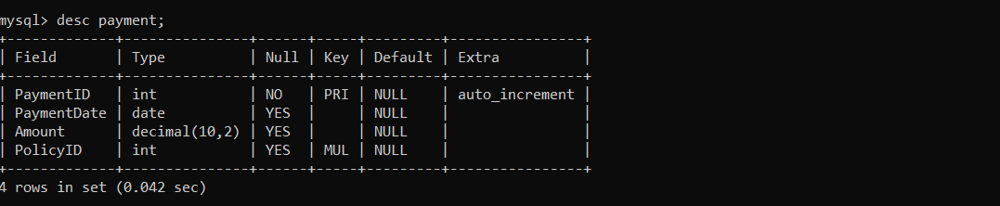 mysql> desc payment;
+-------------+---------------+------+-----+---------+----------------+
| Field       | Type          | Null | Key | Default | Extra          |
+-------------+---------------+------+-----+---------+----------------+
| PaymentID   | int           | NO   | PRI | NULL    | auto_increment |
| PaymentDate | date          | YES  |     | NULL    |                |
| Amount      | decimal(10,2) | YES  |     | NULL    |                |
| PolicyID    | int           | YES  | MUL | NULL    |                |
+-------------+---------------+------+-----+---------+----------------+
4 rows in set (0.042 sec)